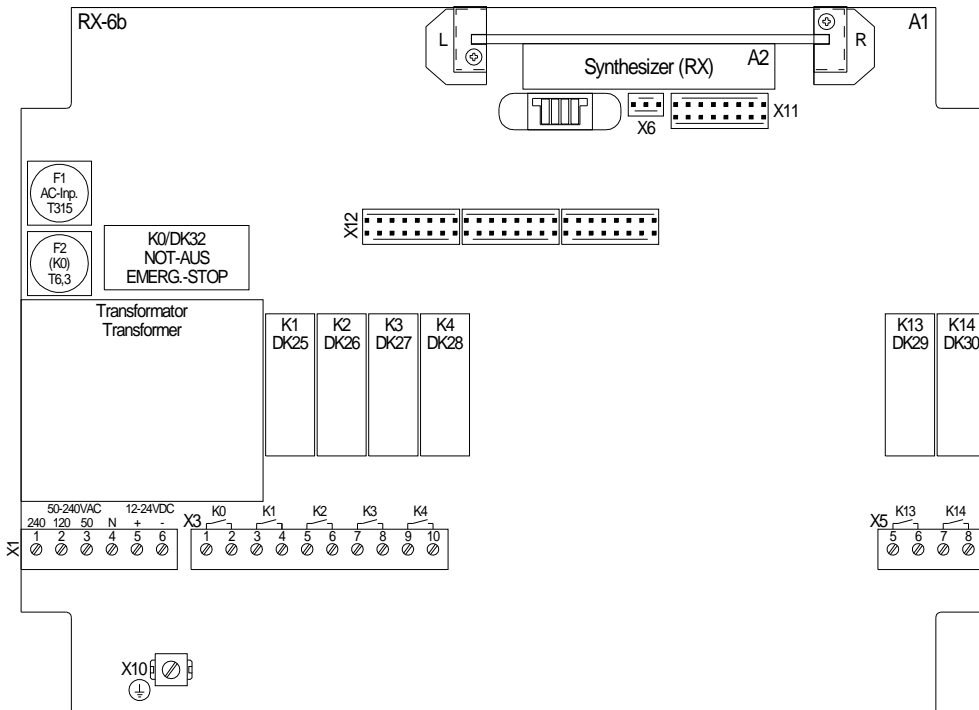 RX-6b
A1
L
R
Synthesizer (RX)
A2
X6
X11
F1
AC-Inp.
T315
F2
(K0)
T6,3
K0/DK32
NOT-AUS
EMERG.-STOP
X12
Transformator
Transformer
K1
DK25
K2
DK26
K3
DK27
K4
DK28
K13
DK29
K14
DK30
50-240VAC 12-24VDC
240 120 50 N + -
X1
1 2 3 4 5 6
X3
K0 K1 K2 K3 K4
1 2 3 4 5 6 7 8 9 10
X5
K13 K14
5 6 7 8
X10